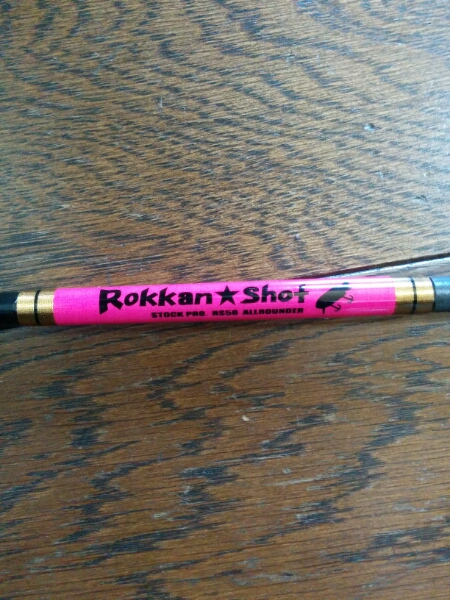 Rokkan★Shot
STOCK PRO RS56 ALLROUNDER